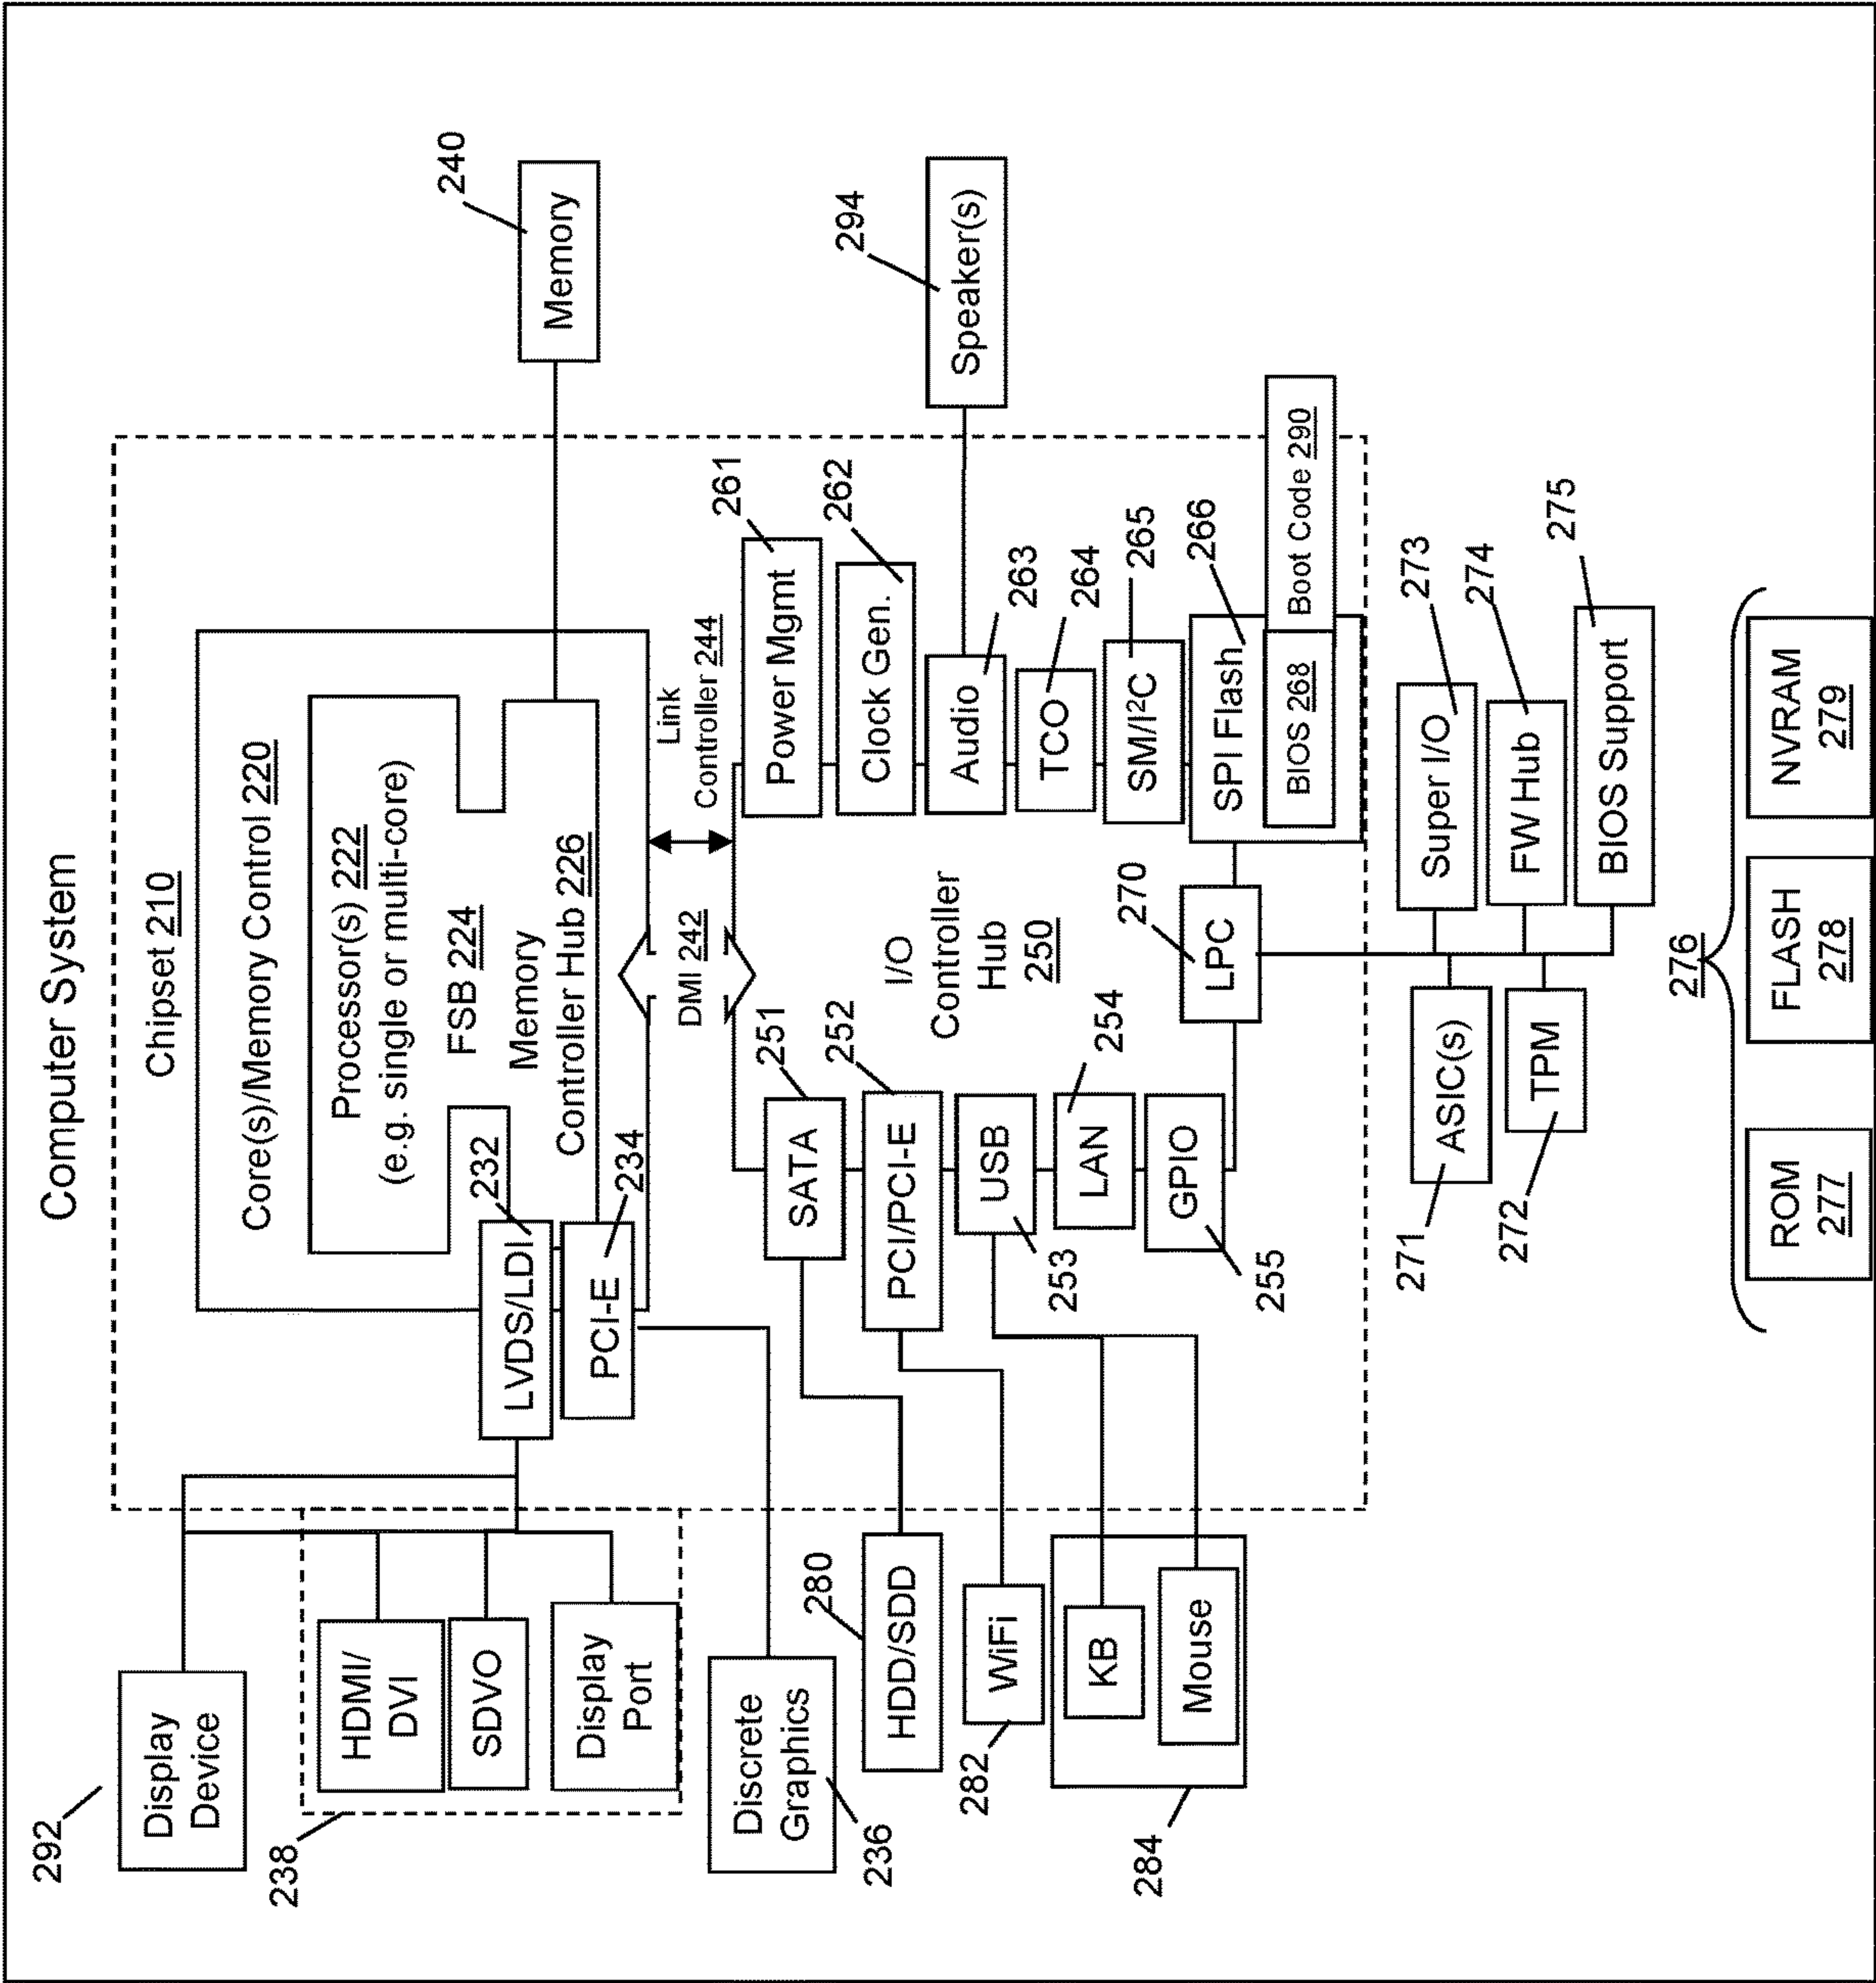 Computer System
Chipset 210
Core(s)/Memory Control 220
Processor(s) 222
(e.g. single or multi-core)
FSB 224
Memory
Controller Hub 226
232
LVDS/LDI
234
PCI-E
240
Memory
292
Display
Device
238
HDMI/
DVI
SDVO
Display
Port
Discrete
Graphics
236
DMI 242
Link
Controller 244
I/O
Controller
Hub 250
251
SATA
252
PCI/PCI-E
USB
253
254
LAN
GPIO
255
261
Power Mgmt
262
Clock Gen.
Audio
263
TCO
264
SM/I²C
265
SPI Flash
266
BIOS 268
Boot Code 290
294
Speaker(s)
280
HDD/SDD
WiFi
282
KB
Mouse
284
270
LPC
271
ASIC(s)
272
TPM
Super I/O
273
FW Hub
274
BIOS Support
275
276
ROM
277
FLASH
278
NVRAM
279